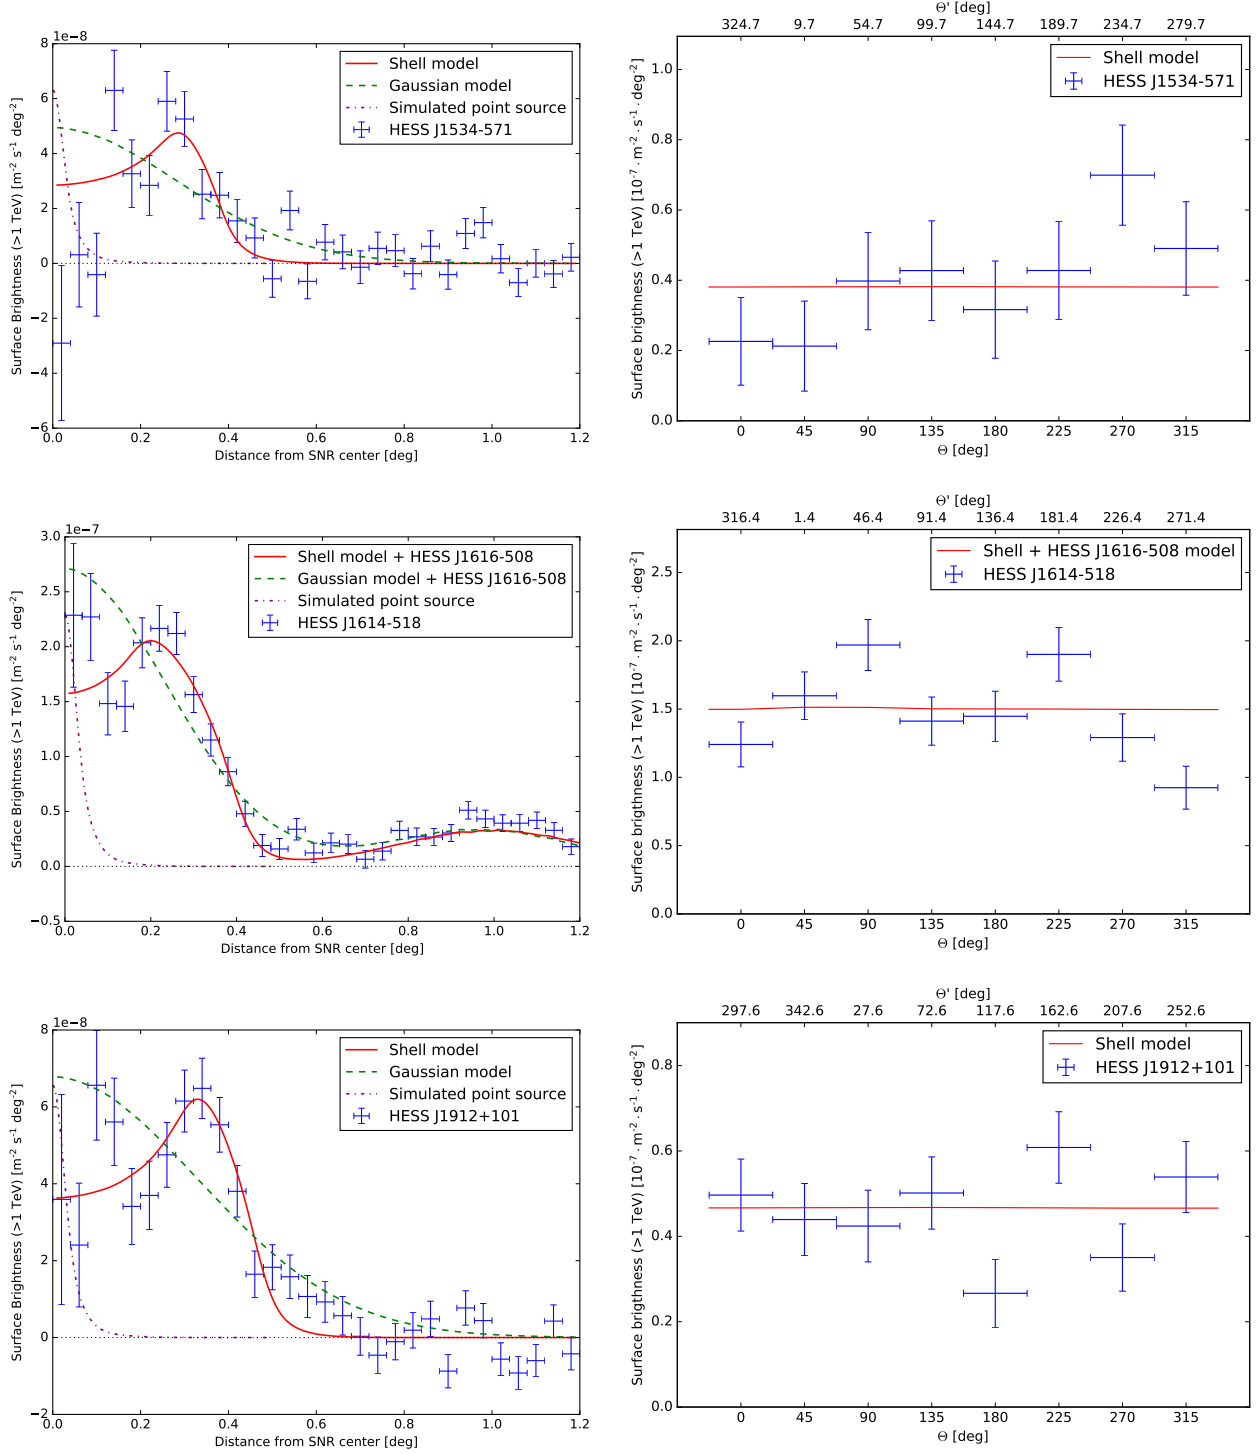 1e−8
Surface Brightness (>1 TeV) [m-2 s-1 deg-2]
8
6
4
2
0
−2
−4
−6
Shell model
Gaussian model
Simulated point source
HESS J1534-571
0.0 0.2 0.4 0.6 0.8 1.0 1.2
Distance from SNR center [deg]
Θ' [deg]
324.7 9.7 54.7 99.7 144.7 189.7 234.7 279.7
Surface brigthness (>1 TeV) [10-7 · m-2 · s-1 · deg-2]
1.0
0.8
0.6
0.4
0.2
0.0
Shell model
HESS J1534-571
0 45 90 135 180 225 270 315
Θ [deg]
1e−7
Surface Brightness (>1 TeV) [m-2 s-1 deg-2]
3.0
2.5
2.0
1.5
1.0
0.5
0.0
−0.5
Shell model + HESS J1616-508
Gaussian model + HESS J1616-508
Simulated point source
HESS J1614-518
0.0 0.2 0.4 0.6 0.8 1.0 1.2
Distance from SNR center [deg]
Θ' [deg]
316.4 1.4 46.4 91.4 136.4 181.4 226.4 271.4
Surface brigthness (>1 TeV) [10-7 · m-2 · s-1 · deg-2]
2.5
2.0
1.5
1.0
0.5
0.0
Shell + HESS J1616-508 model
HESS J1614-518
0 45 90 135 180 225 270 315
Θ [deg]
1e−8
Surface Brightness (>1 TeV) [m-2 s-1 deg-2]
8
6
4
2
0
−2
Shell model
Gaussian model
Simulated point source
HESS J1912+101
0.0 0.2 0.4 0.6 0.8 1.0 1.2
Distance from SNR center [deg]
Θ' [deg]
297.6 342.6 27.6 72.6 117.6 162.6 207.6 252.6
Surface brigthness (>1 TeV) [10-7 · m-2 · s-1 · deg-2]
0.8
0.6
0.4
0.2
0.0
Shell model
HESS J1912+101
0 45 90 135 180 225 270 315
Θ [deg]